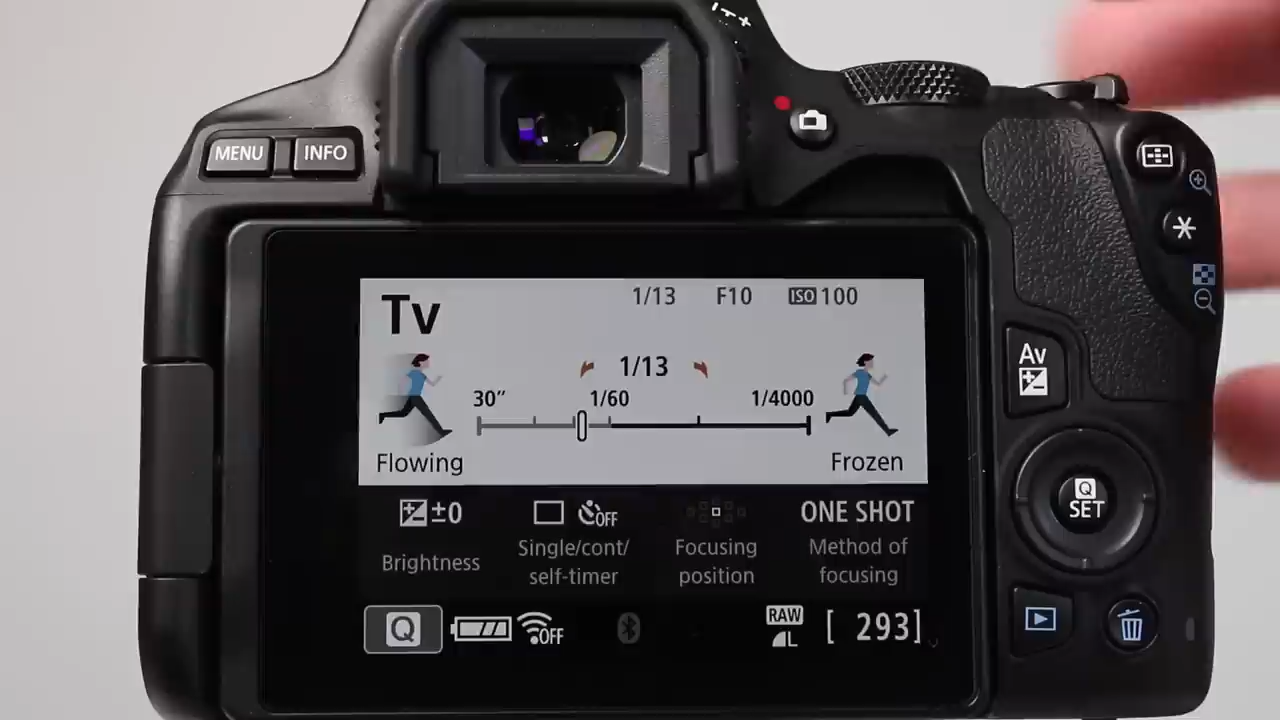 MENU INFO
Tv 1/13 F10 ISO 100
1/13
30" 1/60 1/4000
Flowing Frozen
±0 OFF ONE SHOT
Brightness Single/cont/ Focusing Method of
self-timer position focusing
Q OFF RAW
L [ 293]
Av
Q
SET